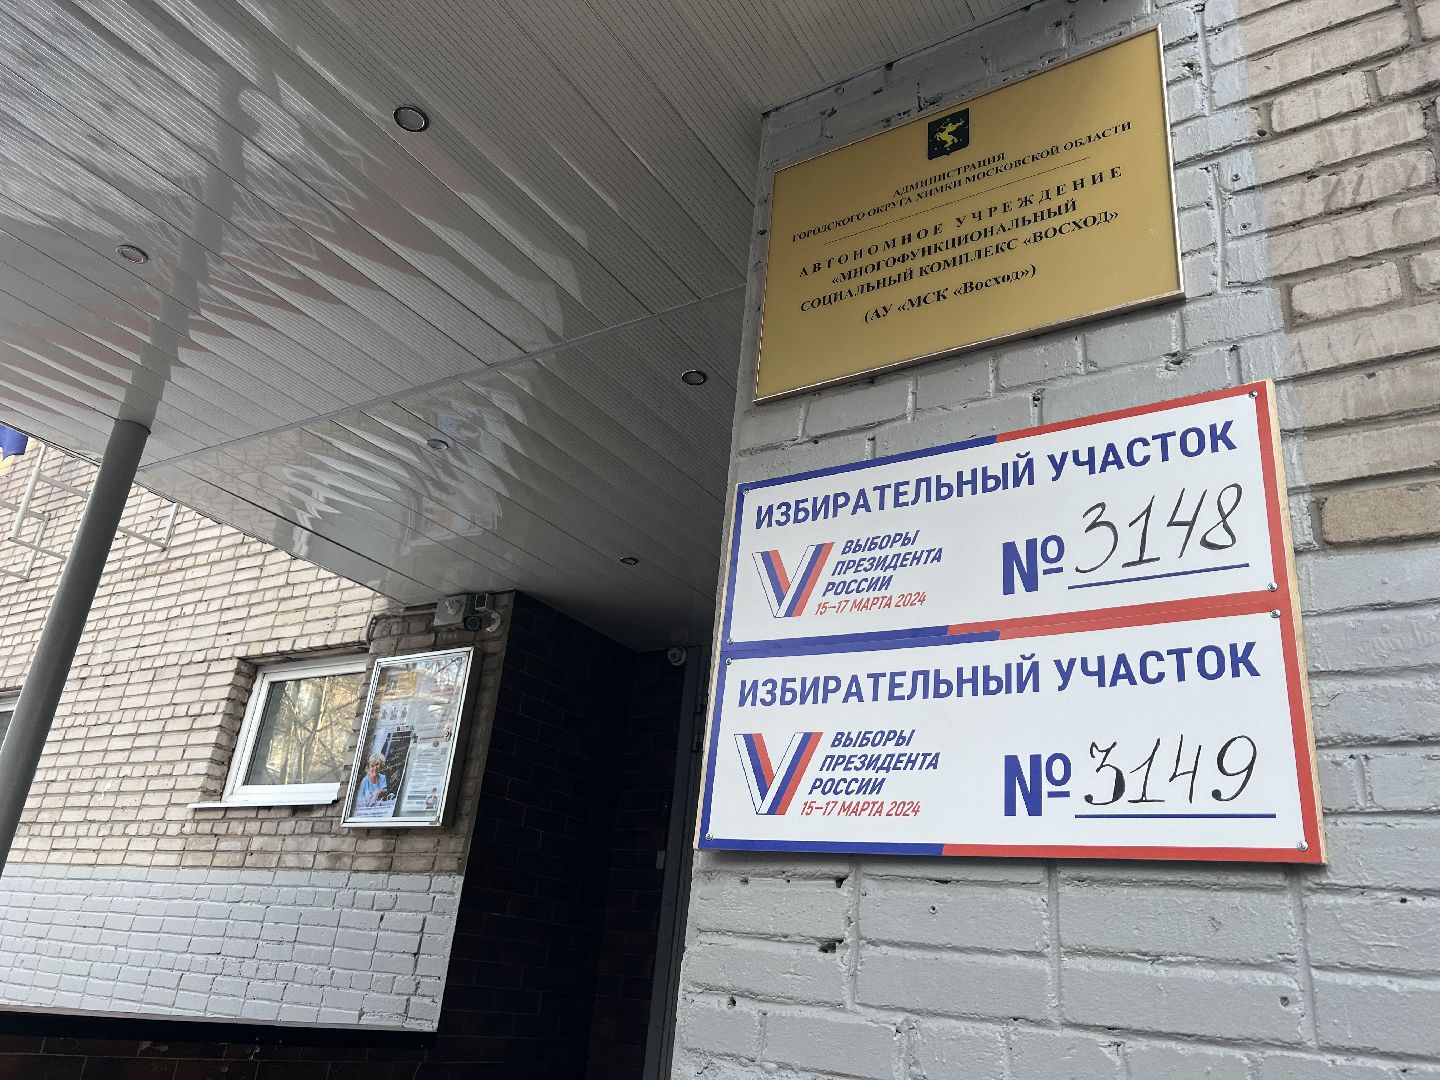 АДМИНИСТРАЦИЯ
ГОРОДСКОГО ОКРУГА ХИМКИ МОСКОВСКОЙ ОБЛАСТИ
АВТОНОМНОЕ УЧРЕЖДЕНИЕ
«МНОГОФУНКЦИОНАЛЬНЫЙ
СОЦИАЛЬНЫЙ КОМПЛЕКС «ВОСХОД»
(АУ «МСК «Восход»)
ИЗБИРАТЕЛЬНЫЙ УЧАСТОК
ВЫБОРЫ
ПРЕЗИДЕНТА
РОССИИ
15–17 МАРТА 2024
№ 3148
ИЗБИРАТЕЛЬНЫЙ УЧАСТОК
ВЫБОРЫ
ПРЕЗИДЕНТА
РОССИИ
15–17 МАРТА 2024
№ 3149